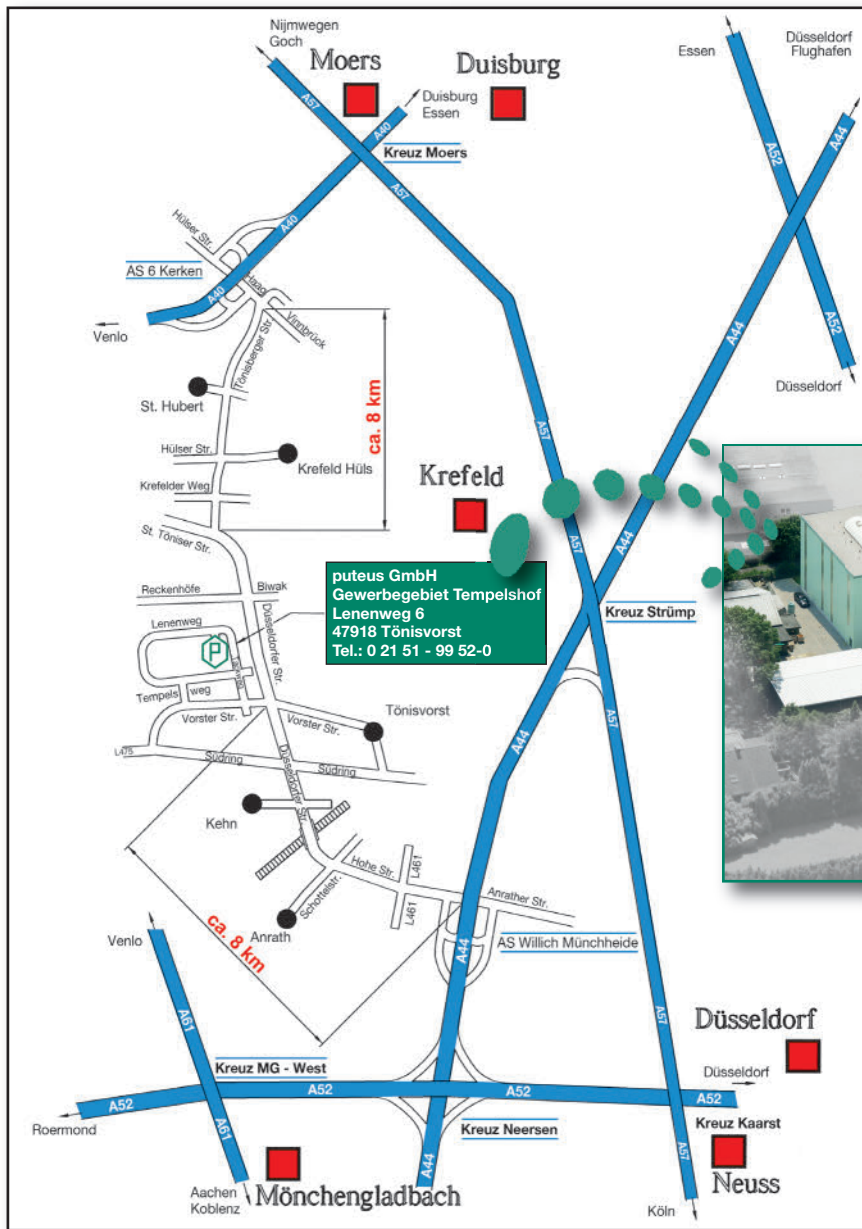 Nijmwegen
Goch
Moers
Duisburg
Essen
Düsseldorf
Flughafen
A57
A40
Duisburg
Essen
Kreuz Moers
A57
A52
A44
Hülser Str.
A40
AS 6 Kerken
Haag
A40
Vinnbrück
Venlo
Tönisberger Str.
A44
A52
St. Hubert
ca. 8 km
Düsseldorf
Hülser Str.
Krefeld Hüls
A57
Krefelder Weg
Krefeld
St. Töniser Str.
A57
A44
Reckenhöfe
Biwak
puteus GmbH
Gewerbegebiet Tempelshof
Lenenweg 6
47918 Tönisvorst
Tel.: 0 21 51 - 99 52-0
Kreuz Strümp
Lenenweg
P
Düsseldorfer Str.
Tempels weg
Vorster Str.
Vorster Str.
Tönisvorst
A57
A44
L475
Südring
Südring
Düsseldorfer Str.
Kehn
Hohe Str.
L461
Schottelstr.
L461
Anrather Str.
Anrath
ca. 8 km
Venlo
AS Willich Münchheide
A44
A61
A57
Düsseldorf
Kreuz MG - West
Düsseldorf
A52
A52
A52
A52
Roermond
Kreuz Neersen
Kreuz Kaarst
A61
A44
A57
Aachen
Koblenz
Mönchengladbach
Neuss
Köln